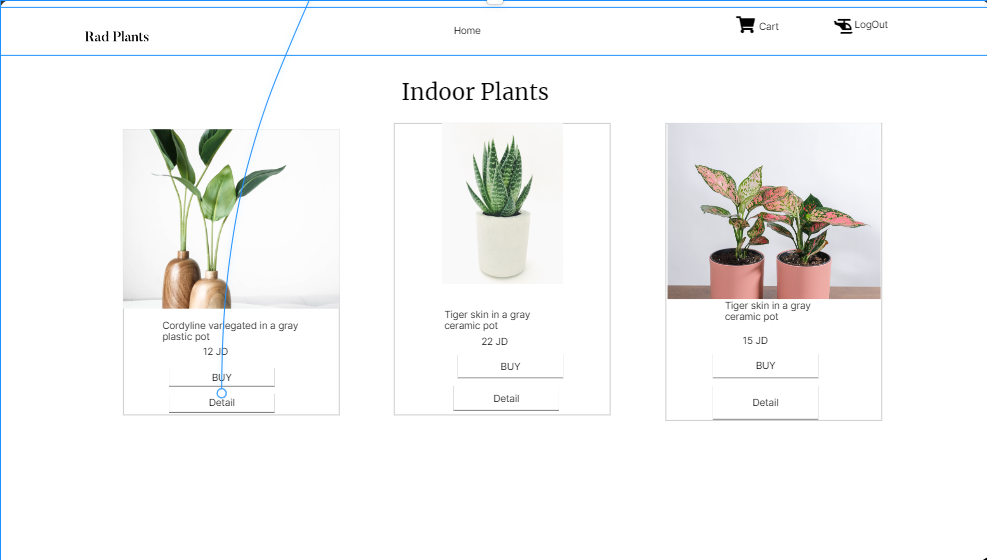 Rad Plants
Home
Cart
LogOut
Indoor Plants
Cordyline variegated in a gray
plastic pot
12 JD
BUY
Detail
Tiger skin in a gray
ceramic pot
22 JD
BUY
Detail
Tiger skin in a gray
ceramic pot
15 JD
BUY
Detail